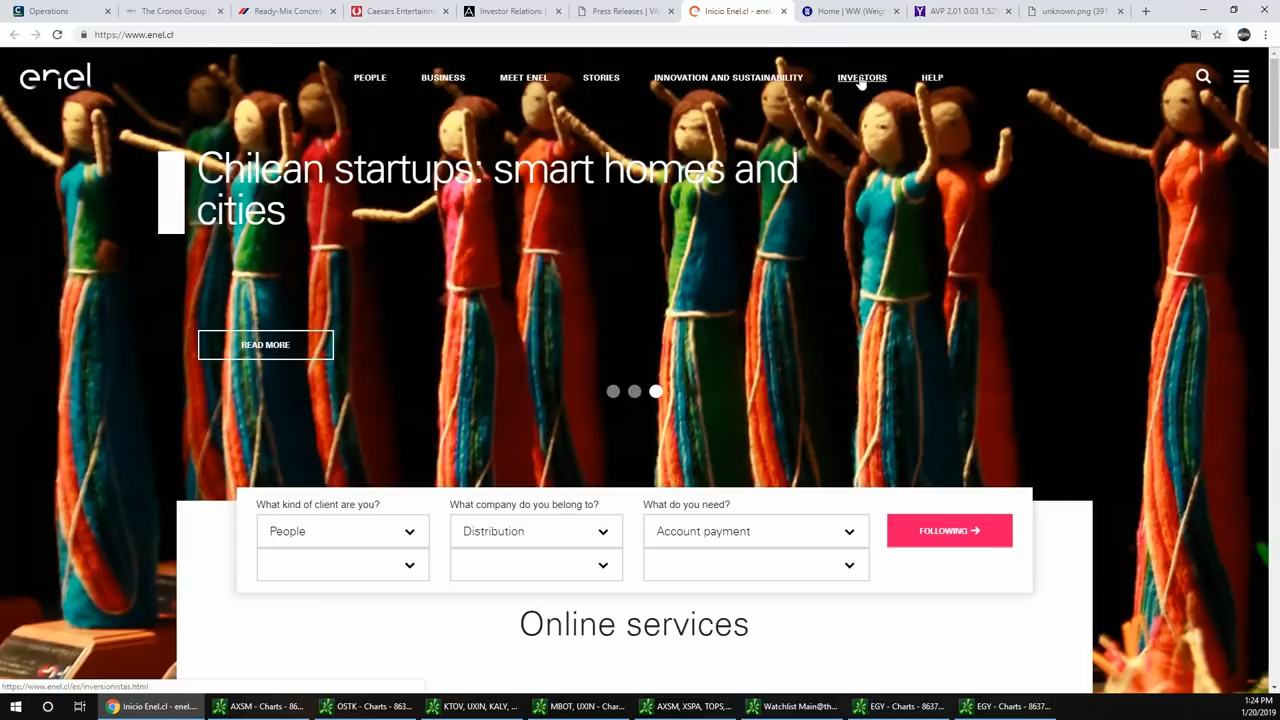 Operations
The Cronos Group
Ready-Mix Concre
Caesars Entertainm
Investor Relations |
Press Releases | VA
Inicio Enel.cl - enel.
Home | WW (Weigh
AVP 2.01 0.03 1.52
unknown.png (391
https://www.enel.cl
enel
PEOPLE
BUSINESS
MEET ENEL
STORIES
INNOVATION AND SUSTAINABILITY
INVESTORS
HELP
Chilean startups: smart homes and
cities
READ MORE
What kind of client are you?
What company do you belong to?
What do you need?
People
Distribution
Account payment
FOLLOWING
Online services
https://www.enel.cl/es/inversionistas.html
Inicio Enel.cl - enel....
AXSM - Charts - 86...
OSTK - Charts - 863...
KTOV, UXIN, KALY, ...
MBOT, UXIN - Char...
AXSM, XSPA, TOPS,...
Watchlist Main@th...
EGY - Charts - 8637...
EGY - Charts - 8637...
1:24 PM
1/20/2019